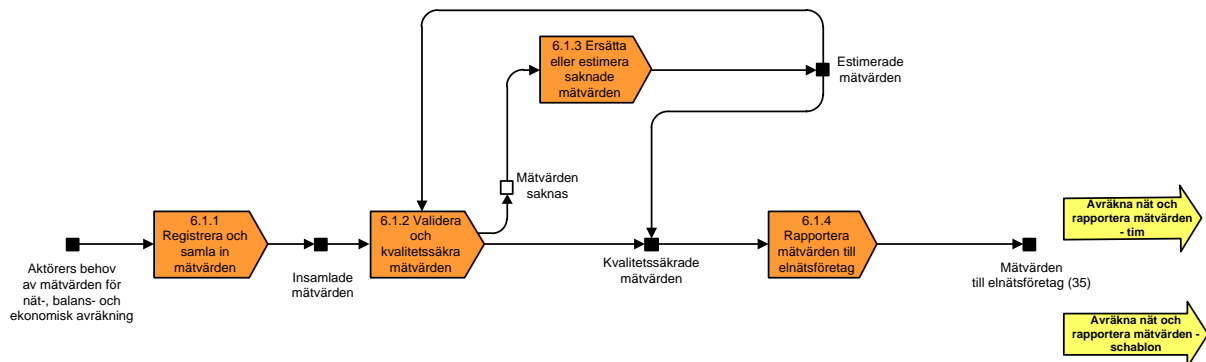 6.1.3 Ersätta
eller estimera
saknade
mätvärden
Estimerade
mätvärden
Mätvärden
saknas
6.1.1
Registrera och
samla in
mätvärden
6.1.2 Validera
och
kvalitetssäkra
mätvärden
6.1.4
Rapportera
mätvärden till
elnätsföretag
Avräkna nät och
rapportera mätvärden
- tim
Aktörers behov
av mätvärden för
nät-, balans- och
ekonomisk avräkning
Insamlade
mätvärden
Kvalitetssäkrade
mätvärden
Mätvärden
till elnätsföretag (35)
Avräkna nät och
rapportera mätvärden -
schablon